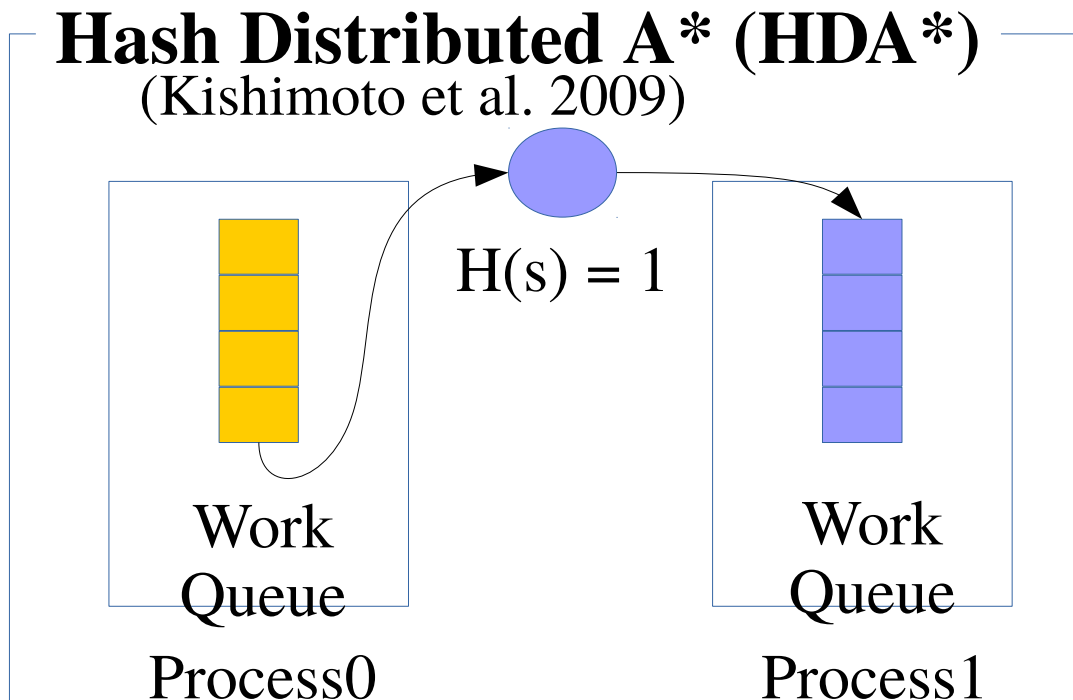 Hash Distributed A* (HDA*)
(Kishimoto et al. 2009)
H(s) = 1
Work
Queue
Process0
Work
Queue
Process1